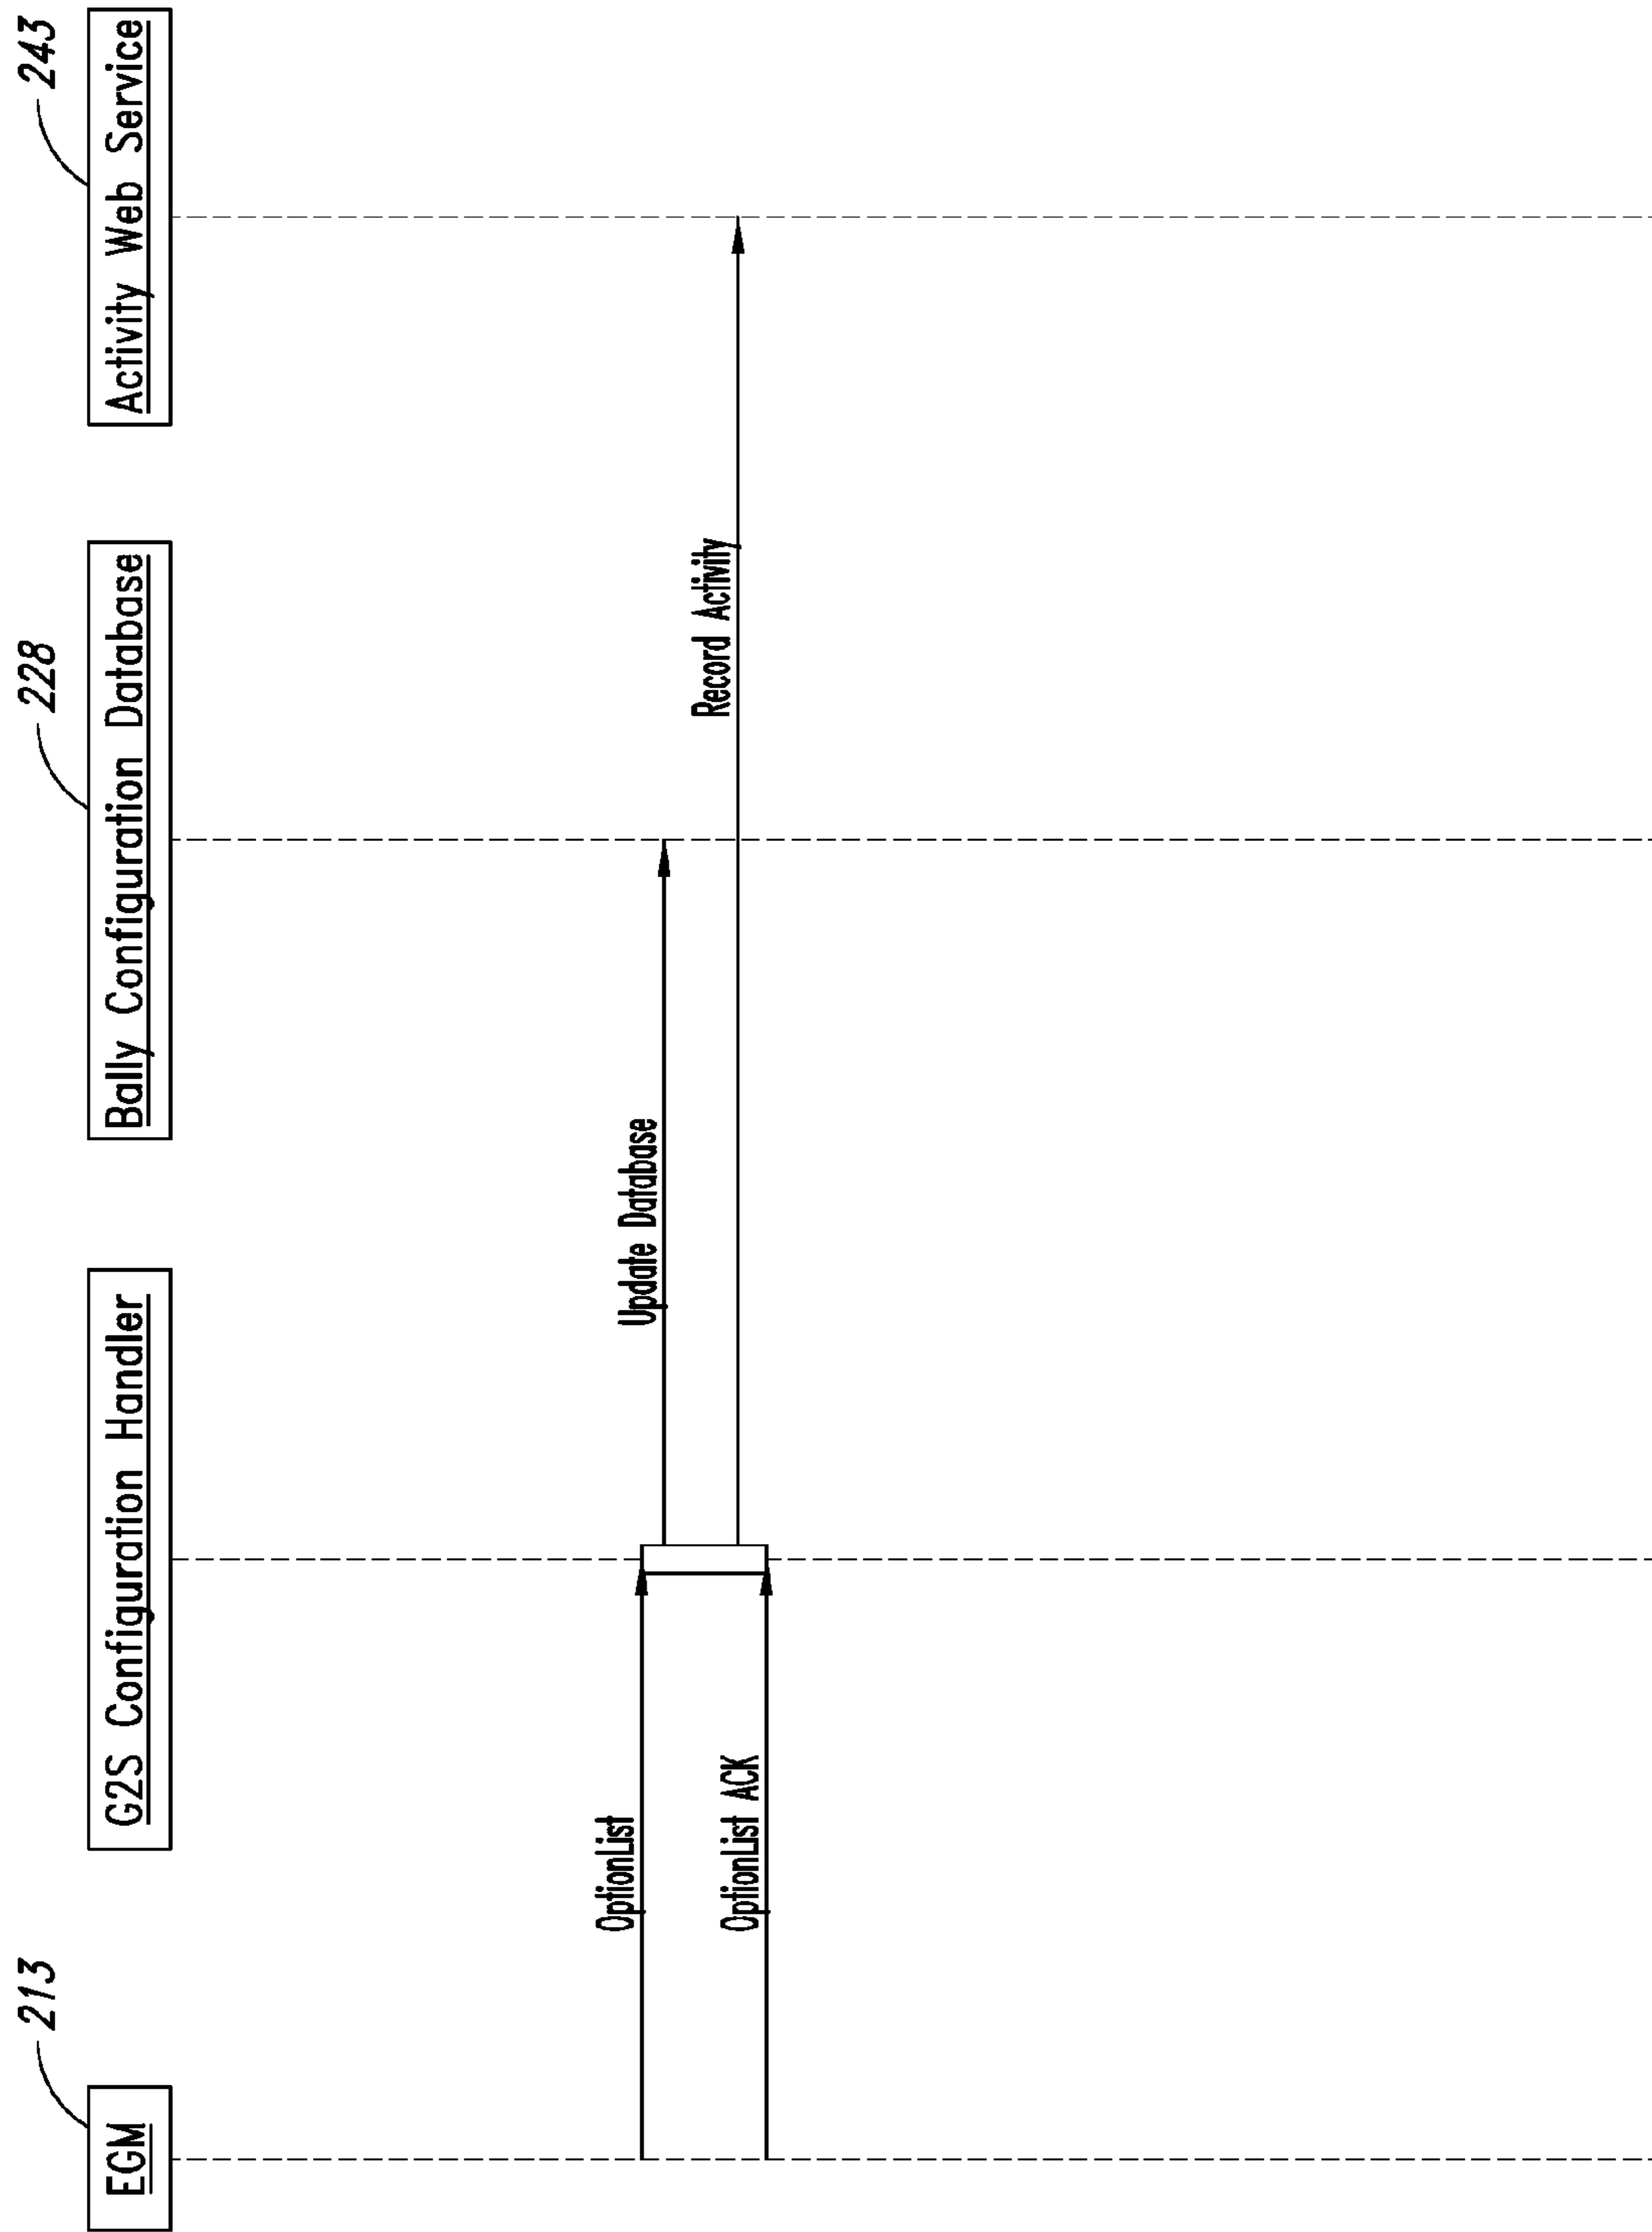 213
228
243
EGM
G2S Configuration Handler
Bally Configuration Database
Activity Web Service
OptionList
Update Database
Record Activity
OptionList ACK